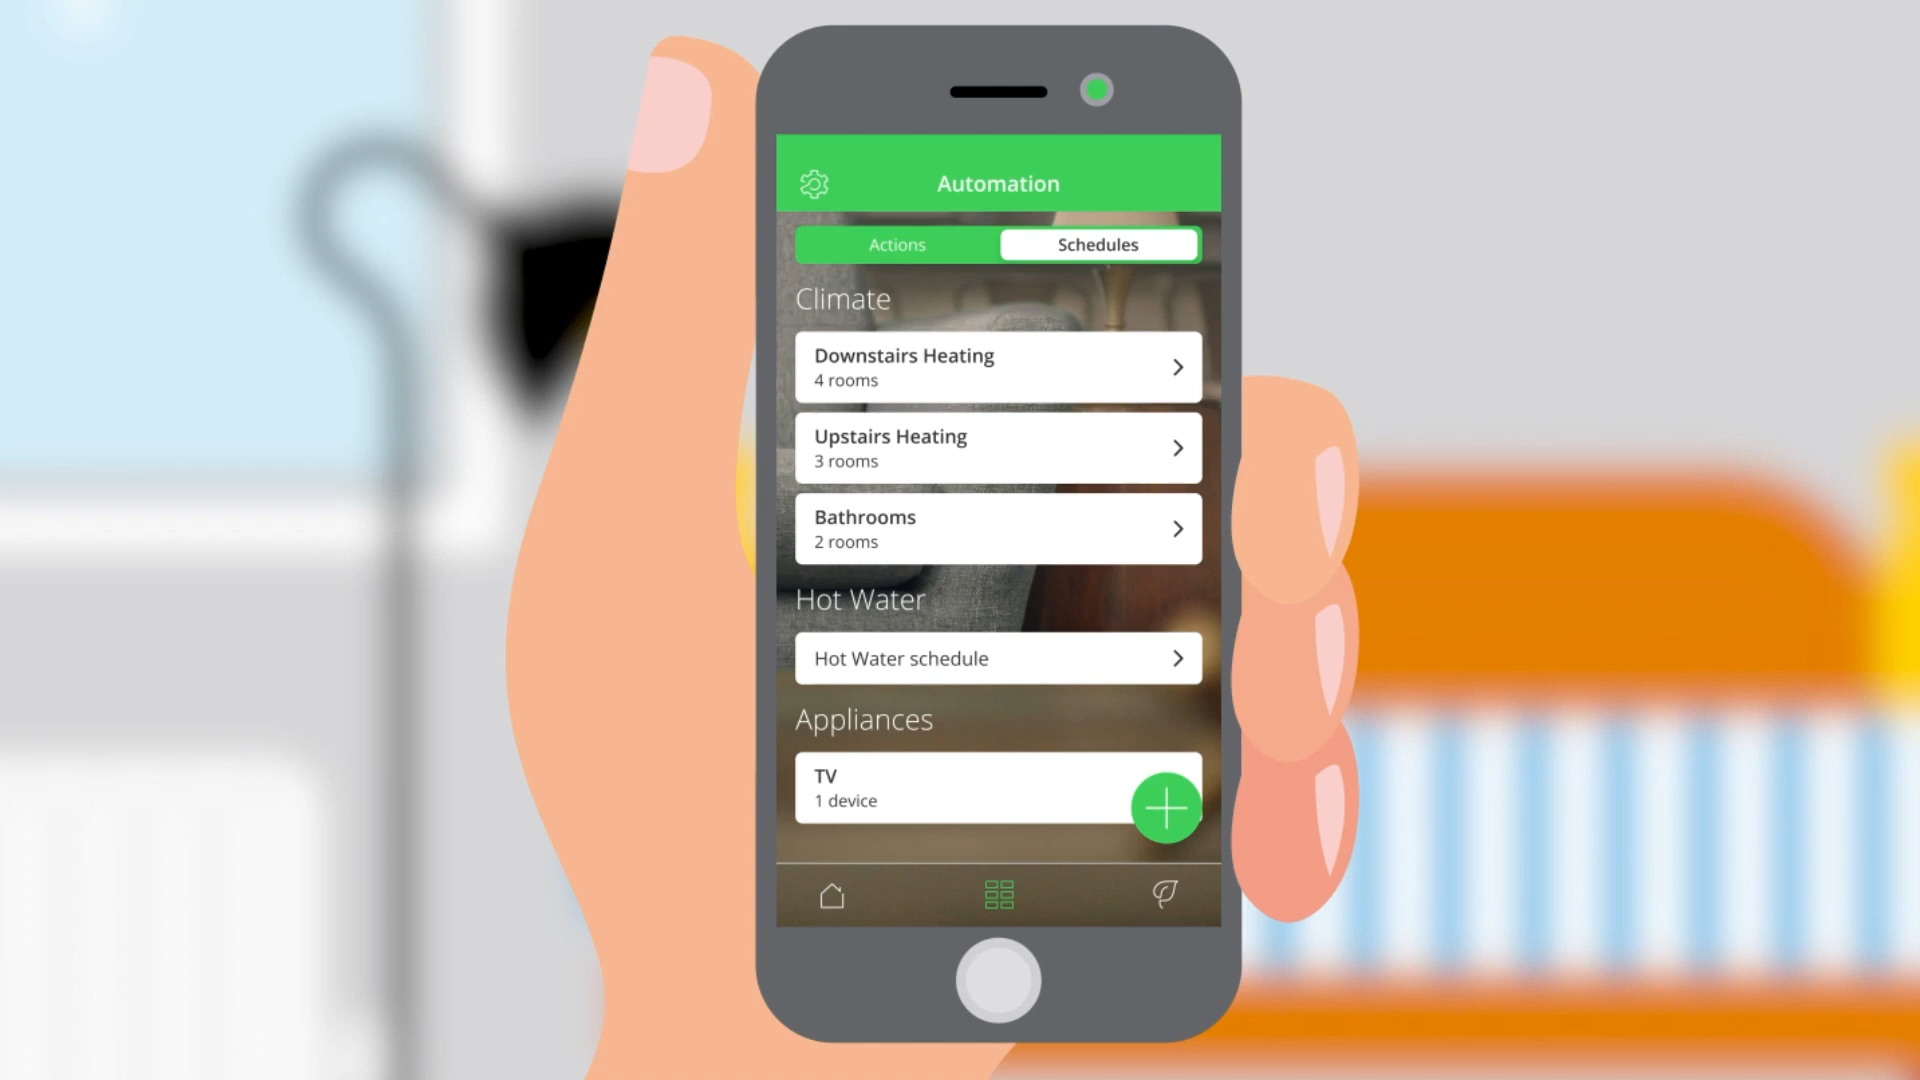 Automation
Actions
Schedules
Climate
Downstairs Heating
4 rooms
Upstairs Heating
3 rooms
Bathrooms
2 rooms
Hot Water
Hot Water schedule
Appliances
TV
1 device